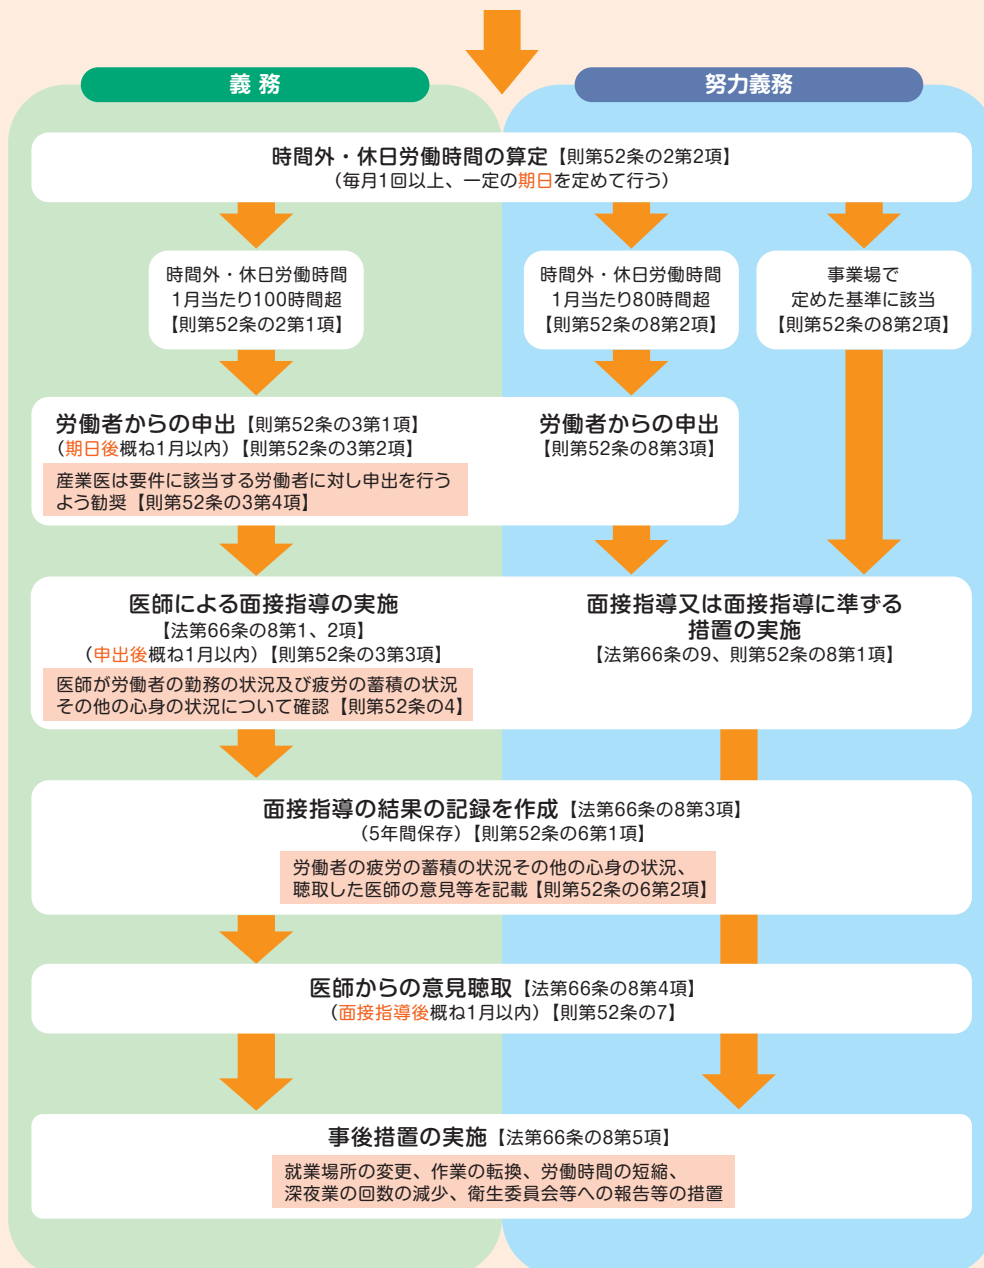 義 務
努力義務
時間外・休日労働時間の算定【則第52条の2第2項】
（毎月1回以上、一定の期日を定めて行う）
時間外・休日労働時間
1月当たり100時間超
【則第52条の2第1項】
時間外・休日労働時間
1月当たり80時間超
【則第52条の8第2項】
事業場で
定めた基準に該当
【則第52条の8第2項】
労働者からの申出【則第52条の3第1項】
（期日後概ね1月以内）【則第52条の3第2項】
産業医は要件に該当する労働者に対し申出を行う
よう勧奨【則第52条の3第4項】
労働者からの申出
【則第52条の8第3項】
医師による面接指導の実施
【法第66条の8第1、2項】
（申出後概ね1月以内）【則第52条の3第3項】
医師が労働者の勤務の状況及び疲労の蓄積の状況
その他の心身の状況について確認【則第52条の4】
面接指導又は面接指導に準ずる
措置の実施
【法第66条の9、則第52条の8第1項】
面接指導の結果の記録を作成【法第66条の8第3項】
（5年間保存）【則第52条の6第1項】
労働者の疲労の蓄積の状況その他の心身の状況、
聴取した医師の意見等を記載【則第52条の6第2項】
医師からの意見聴取【法第66条の8第4項】
（面接指導後概ね1月以内）【則第52条の7】
事後措置の実施【法第66条の8第5項】
就業場所の変更、作業の転換、労働時間の短縮、
深夜業の回数の減少、衛生委員会等への報告等の措置